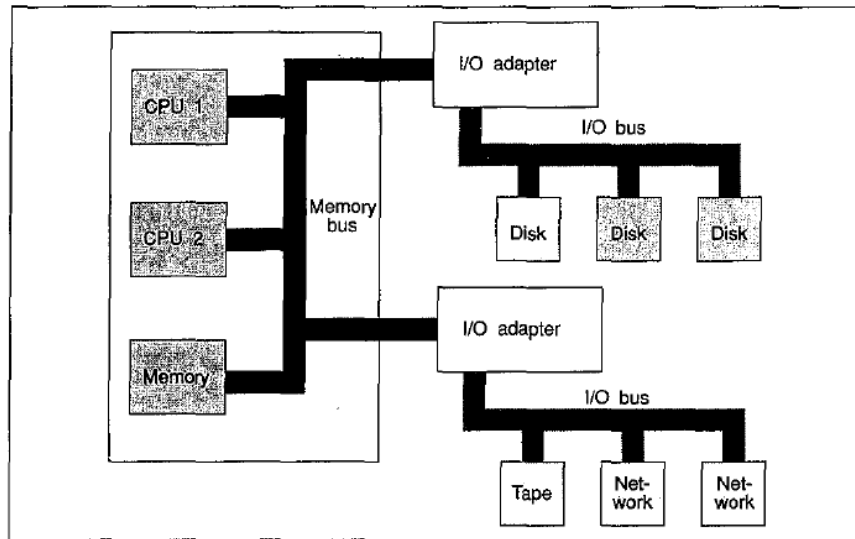 I/O adapter
CPU 1
I/O bus
Memory
bus
Disk
Disk
Disk
CPU 2
I/O adapter
Memory
I/O bus
Tape
Net-
work
Net-
work